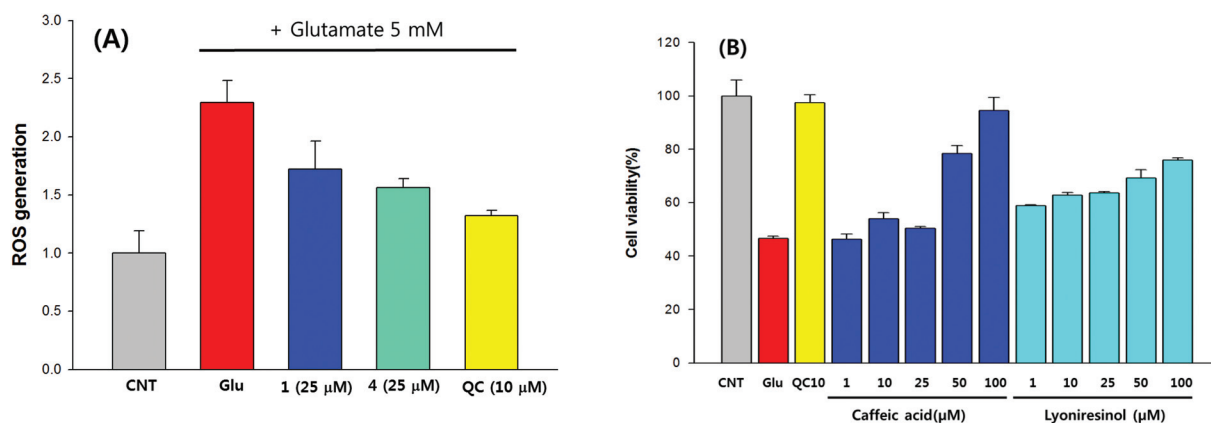 (A)
+ Glutamate 5 mM
ROS generation
3.0
2.5
2.0
1.5
1.0
0.5
0.0
CNT Glu 1 (25 μM) 4 (25 μM) QC (10 μM)
(B)
Cell viability(%)
120
100
80
60
40
20
0
CNT Glu QC10 1 10 25 50 100 1 10 25 50 100
Caffeic acid(μM) Lyoniresinol (μM)